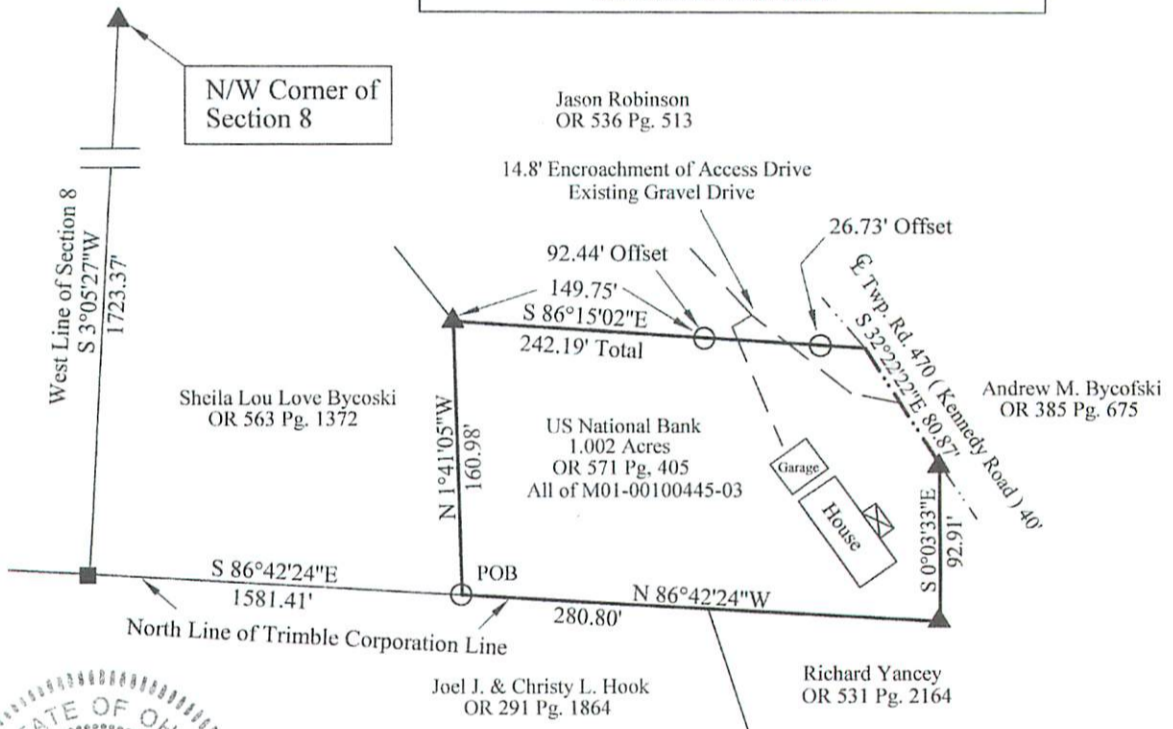 N/W Corner of
Section 8
Jason Robinson
OR 536 Pg. 513
14.8' Encroachment of Access Drive
Existing Gravel Drive
26.73' Offset
92.44' Offset
149.75'
S 86°15'02"E
242.19' Total
West Line of Section 8
S 3°05'27"W
1723.37'
℄ Twp. Rd. 470 ( Kennedy Road ) 40'
S 32°22'22"E 80.87'
Sheila Lou Love Bycoski
OR 563 Pg. 1372
N 1°41'05"W
160.98'
US National Bank
1.002 Acres
OR 571 Pg, 405
All of M01-00100445-03
Andrew M. Bycofski
OR 385 Pg. 675
Garage
House
S 0°03'33"E
92.91'
S 86°42'24"E
1581.41'
POB
N 86°42'24"W
280.80'
North Line of Trimble Corporation Line
Joel J. & Christy L. Hook
OR 291 Pg. 1864
Richard Yancey
OR 531 Pg. 2164
OF